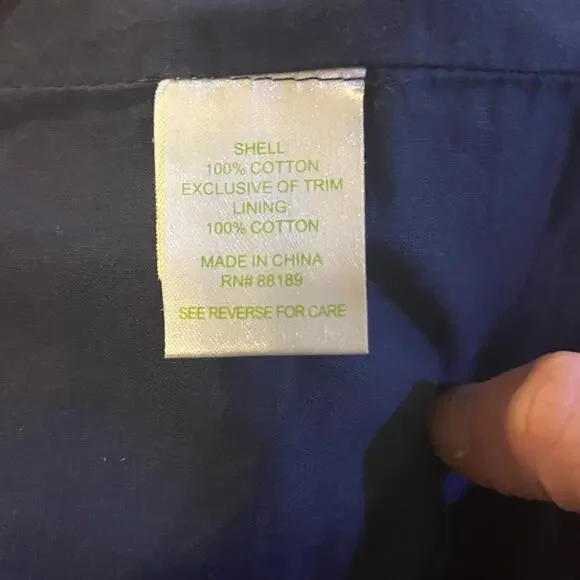 SHELL
100% COTTON
EXCLUSIVE OF TRIM
LINING
100% COTTON
MADE IN CHINA
RN# 88189
SEE REVERSE FOR CARE